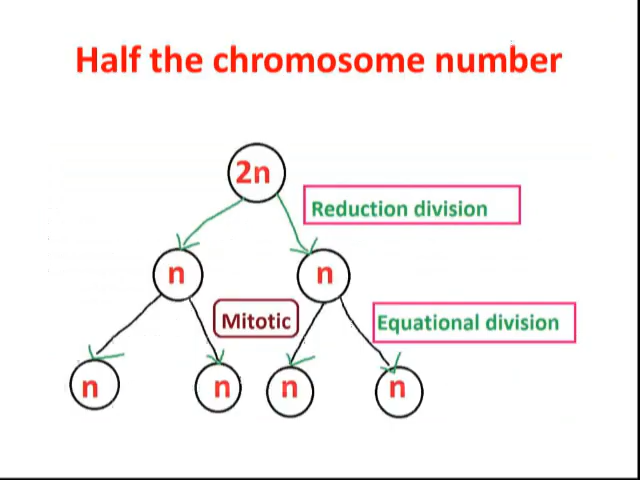 Half the chromosome number
2n
Reduction division
n
n
Mitotic
Equational division
n
n
n
n